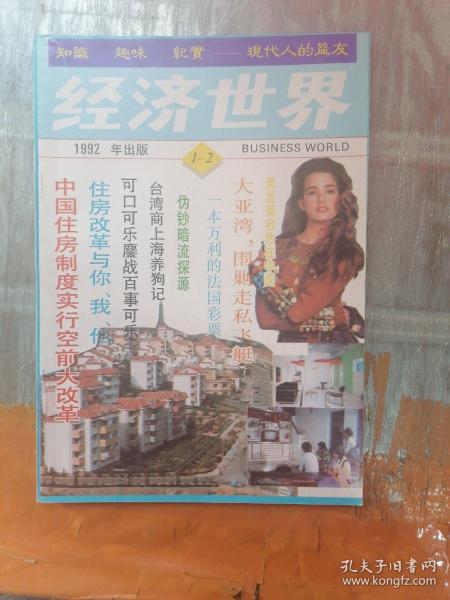 知識 趣味 紀實——現代人的益友
经济世界
1992 年出版
1-2
BUSINESS WORLD
中国住房制度实行空前大改革
住房改革与你、我、他
可口可乐鏖战百事可乐
台湾商上海养狗记
伪钞暗流探源
一本万利的法国彩票
大亚湾，围剿走私飞艇
孔夫子旧书网
www.kongfz.com